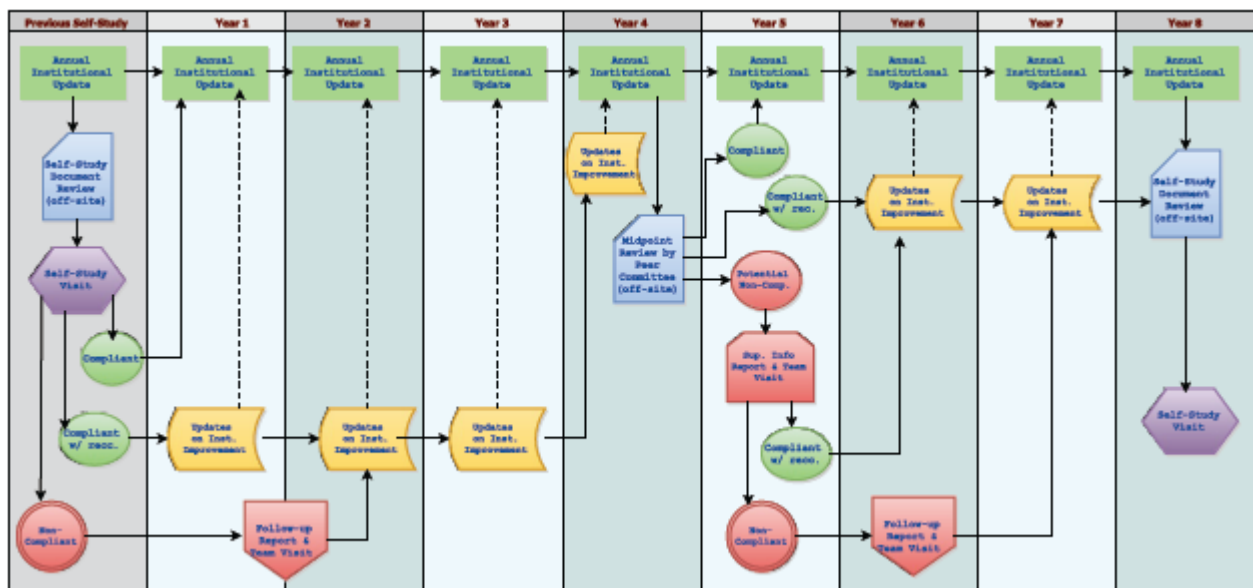 Previous Self-Study
Year 1
Year 2
Year 3
Year 4
Year 5
Year 6
Year 7
Year 8
Annual
Institutional
Update
Annual
Institutional
Update
Annual
Institutional
Update
Annual
Institutional
Update
Annual
Institutional
Update
Annual
Institutional
Update
Annual
Institutional
Update
Annual
Institutional
Update
Annual
Institutional
Update
Self-Study
Document
Review
(off-site)
Self-Study
Visit
Compliant
Compliant
w/ recc.
Non-
Compliant
Updates
on Inst.
Improvement
Follow-up
Report &
Team Visit
Updates
on Inst.
Improvement
Updates
on Inst.
Improvement
Updates
on Inst.
Improvement
Midpoint
Review by
Peer
Committee
(off-site)
Compliant
Compliant
w/ rec.
Potential
Non-Comp.
Sup. Info
Report & Team
Visit
Compliant
w/ recc.
Non-
Compliant
Updates
on Inst.
Improvement
Follow-up
Report &
Team Visit
Updates
on Inst.
Improvement
Self-Study
Document
Review
(off-site)
Self-Study
Visit